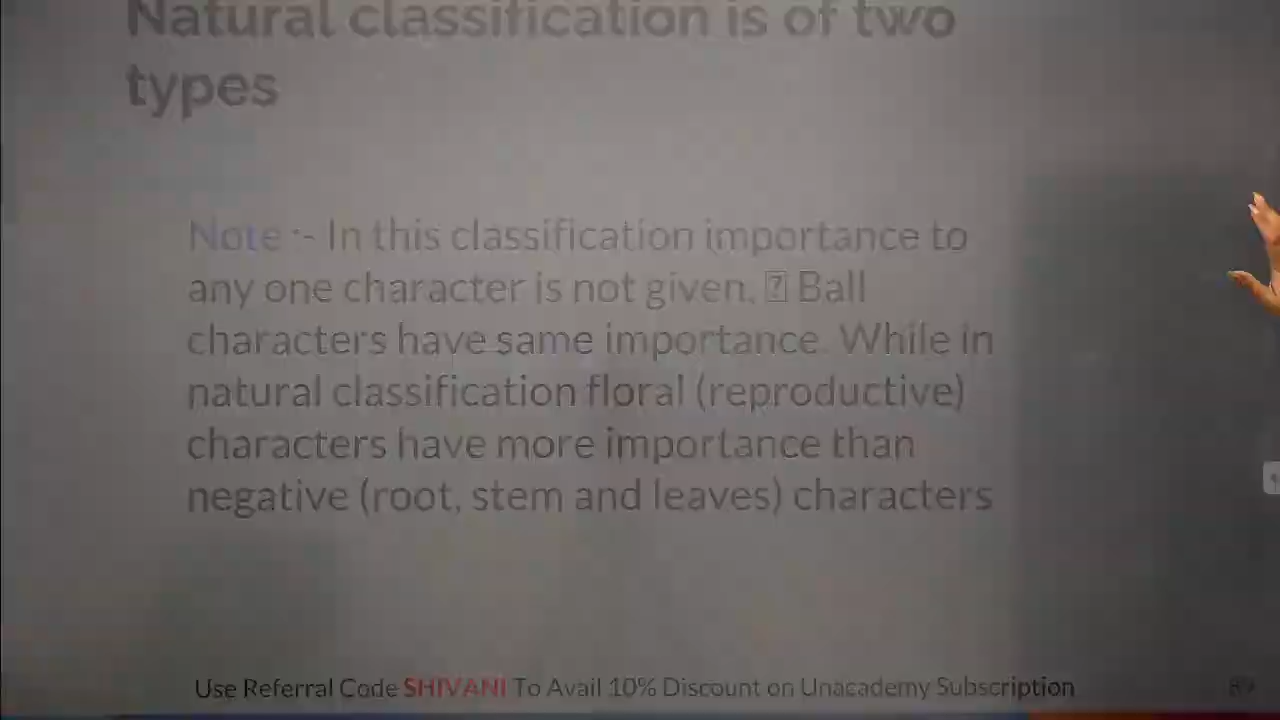 Natural classification is of two
types
Note :- In this classification importance to
any one character is not given. ⍰ Ball
characters have same importance. While in
natural classification floral (reproductive)
characters have more importance than
negative (root, stem and leaves) characters
Use Referral Code SHIVANI To Avail 10% Discount on Unacademy Subscription
89